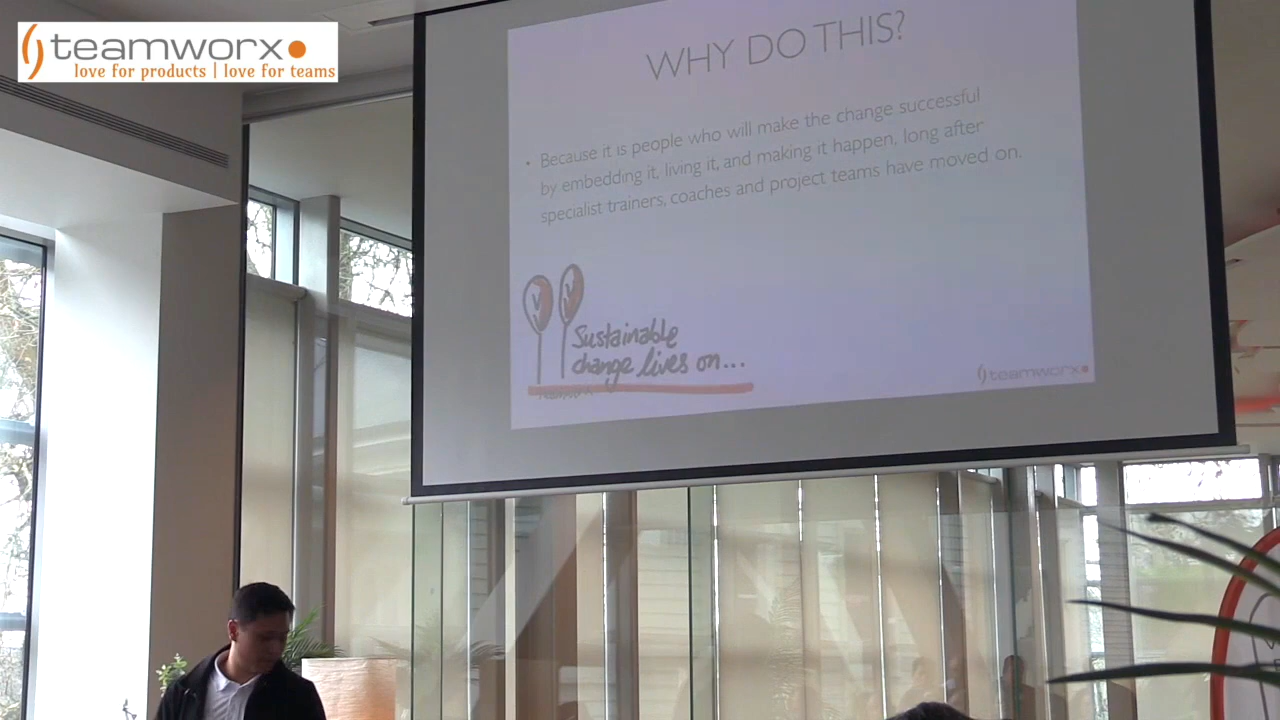 teamworx
love for products | love for teams
WHY DO THIS?
• Because it is people who will make the change successful
by embedding it, living it, and making it happen, long after
specialist trainers, coaches and project teams have moved on.
Sustainable
change lives on...
teamworx